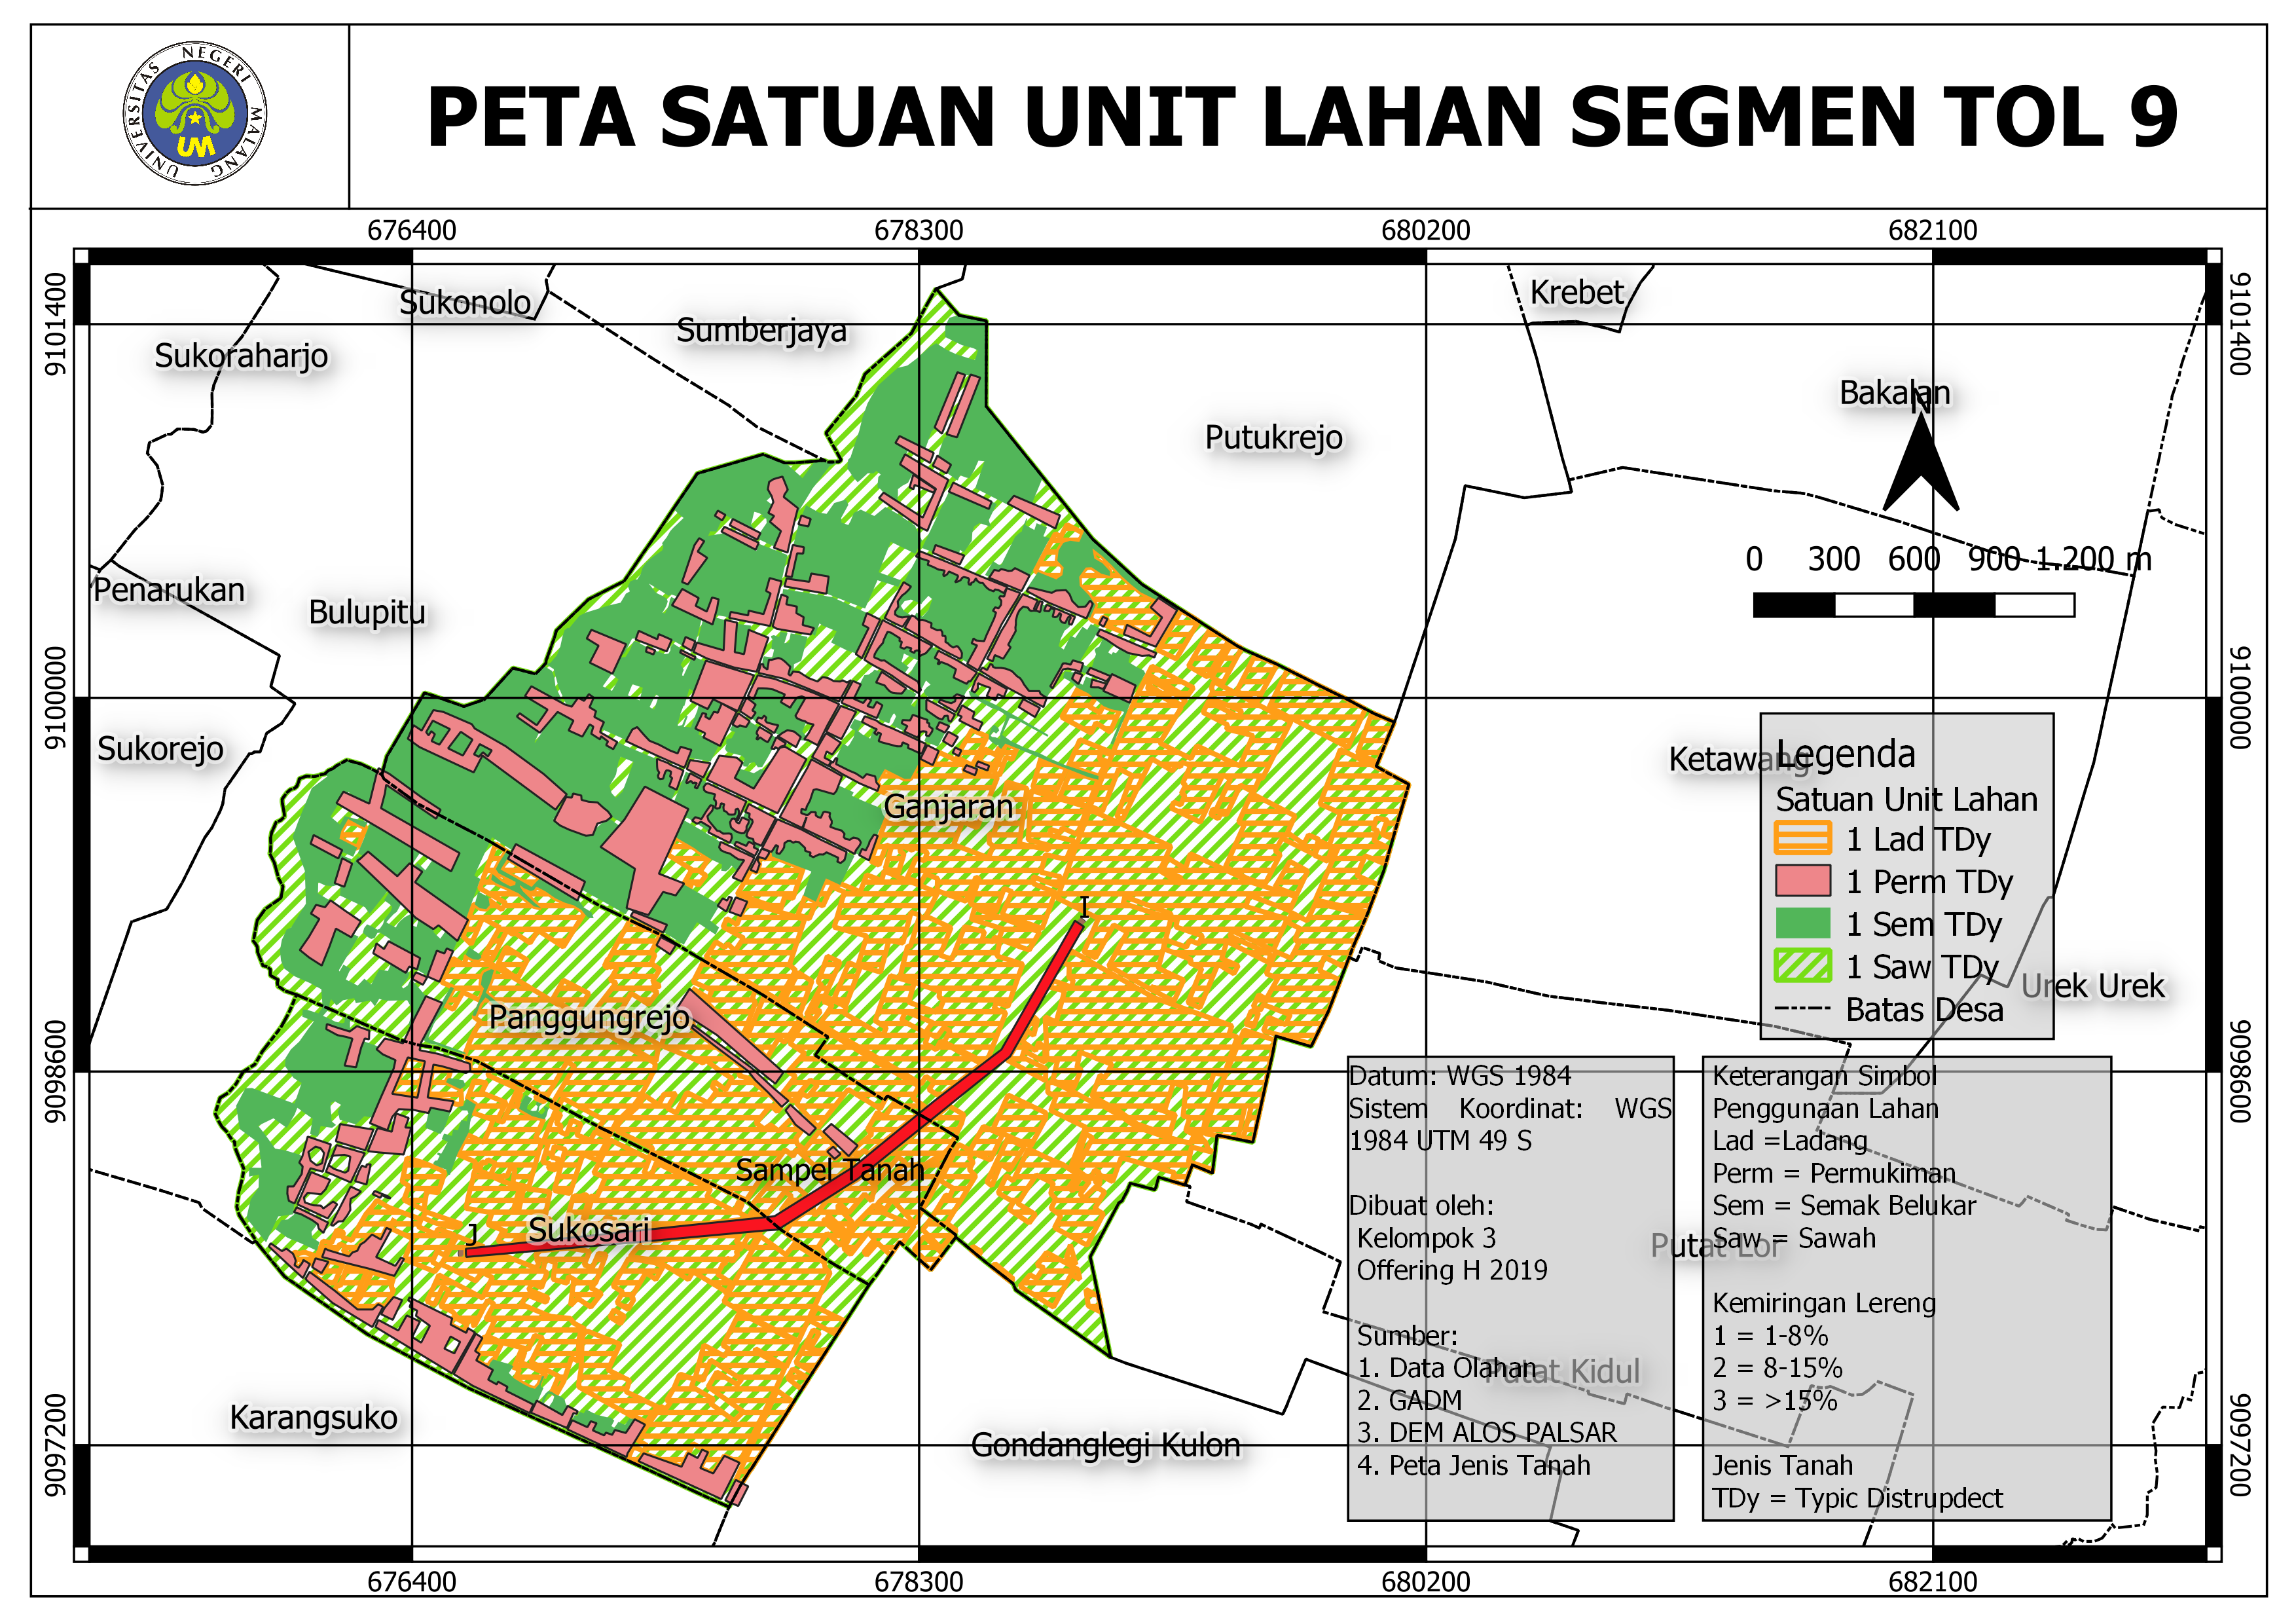 UNIVERSITAS NEGERI MALANG
UM
PETA SATUAN UNIT LAHAN SEGMEN TOL 9
676400 678300 680200 682100
9101400 9101400
9100000 9100000
9098600 9098600
9097200 9097200
Sukonolo
Krebet
Sumberjaya
Sukoraharjo
Bakalan
N
Putukrejo
0 300 600 900 1.200 m
Penarukan
Bulupitu
Sukorejo
Ketawang
Ganjaran
I
Urek Urek
Panggungrejo
Sampel Tanah
Sukosari
J
Putat Lor
Putat Kidul
Karangsuko
Gondanglegi Kulon
Legenda
Satuan Unit Lahan
1 Lad TDy
1 Perm TDy
1 Sem TDy
1 Saw TDy
Batas Desa
Datum: WGS 1984
Sistem Koordinat: WGS
1984 UTM 49 S
Dibuat oleh:
Kelompok 3
Offering H 2019
Sumber:
1. Data Olahan
2. GADM
3. DEM ALOS PALSAR
4. Peta Jenis Tanah
Keterangan Simbol
Penggunaan Lahan
Lad =Ladang
Perm = Permukiman
Sem = Semak Belukar
Saw = Sawah
Kemiringan Lereng
1 = 1-8%
2 = 8-15%
3 = >15%
Jenis Tanah
TDy = Typic Distrupdect
676400 678300 680200 682100